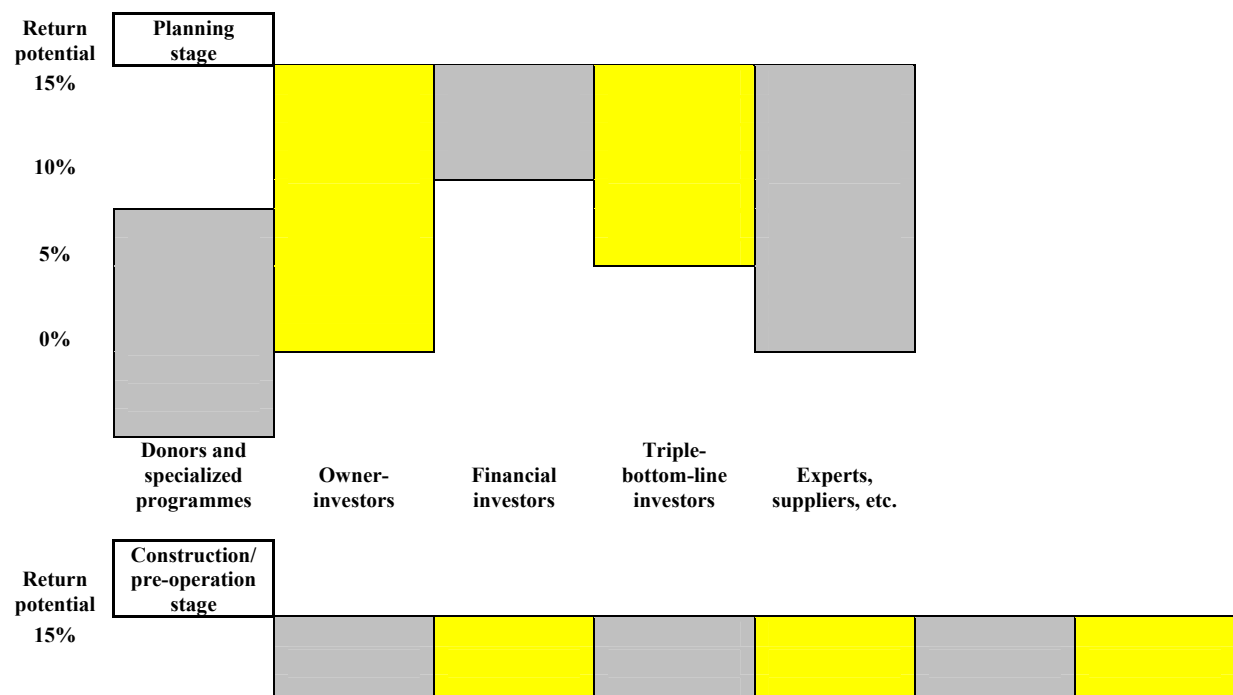 Return
potential
Planning
stage
15%
10%
5%
0%
Donors and
specialized
programmes
Owner-
investors
Financial
investors
Triple-
bottom-line
investors
Experts,
suppliers, etc.
Return
potential
Construction/
pre-operation
stage
15%